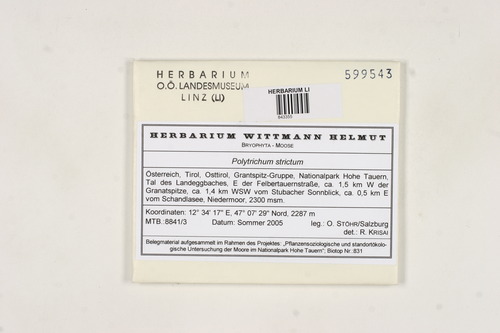 HERBARIUM
O.Ö. LANDESMUSEUM
LINZ (LI)
599543
HERBARIUM LI
HERBARIUM WITTMANN HELMUT
BRYOPHYTA - MOOSE
Polytrichum strictum
Österreich, Tirol, Osttirol, Granitspitz-Gruppe, Nationalpark Hohe Tauern,
Tal des Landeggbaches, E der Felbertauernstraße, ca. 1,5 km W der
Granatspitze, ca. 1,4 km WSW vom Stubacher Sonnblick, ca. 0,5 km E
vom Schandlasee, Niedermoor, 2300 msm.
Koordinaten: 12° 34' 17" E, 47° 07' 29" Nord, 2287 m
MTB.:8841/3 Datum: Sommer 2005 leg.: O. STÖHR/Salzburg
det.: R. KRISAI
Belegmaterial aufgesammelt im Rahmen des Projektes: „Pflanzensoziologische und standortökolo-
gische Untersuchung der Moore im Nationalpark Hohe Tauern"; Biotop Nr.:831